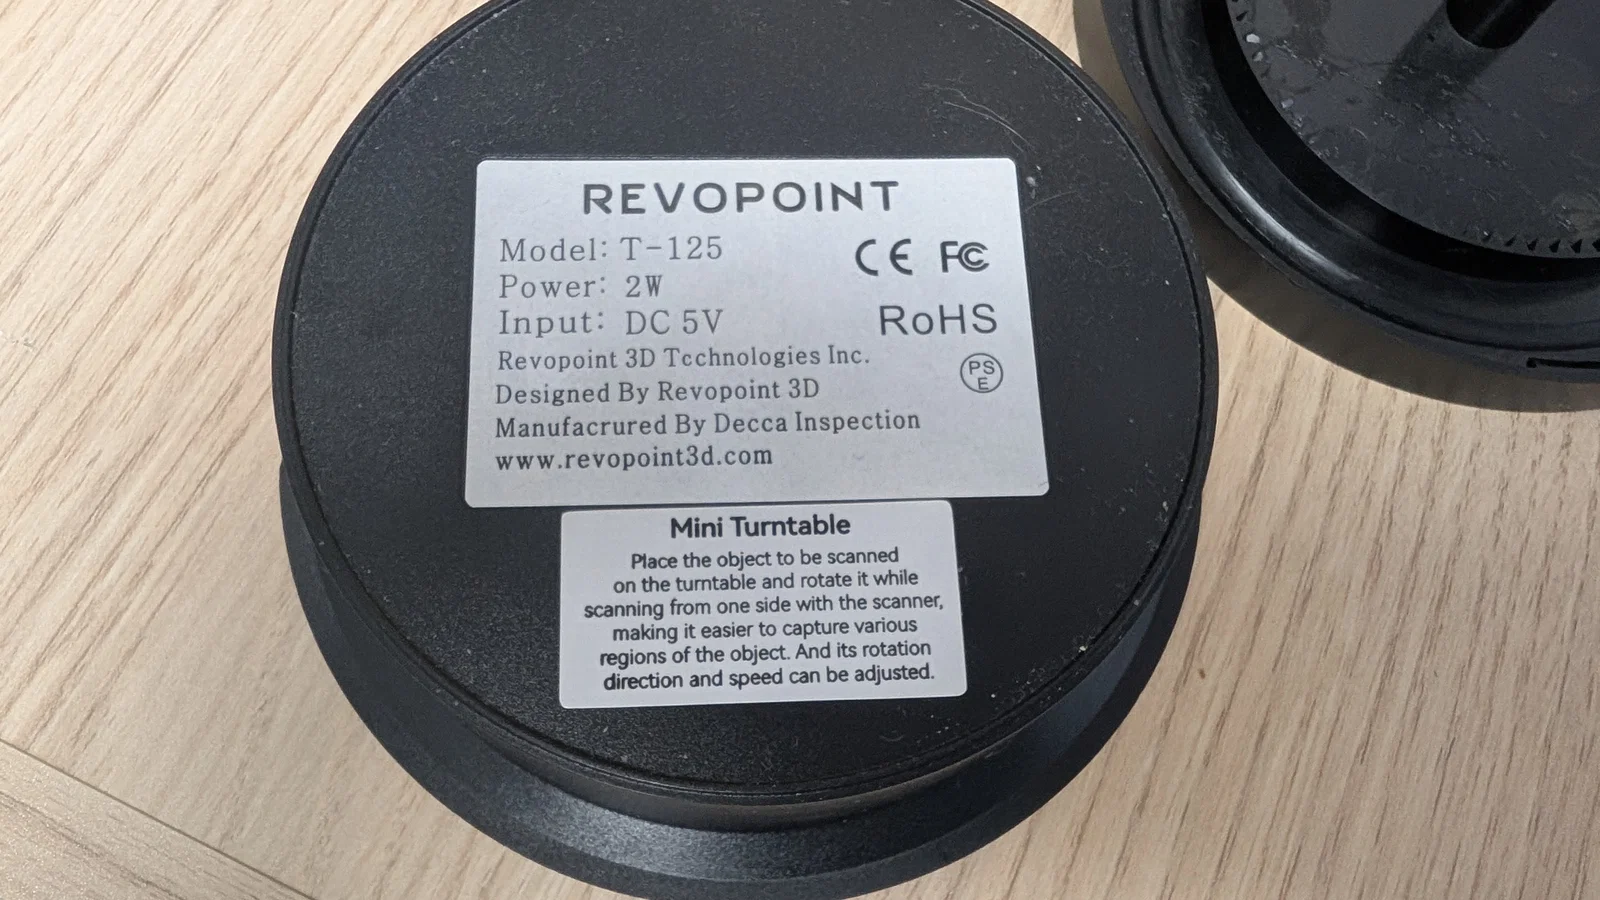 REVOPOINT
Model: T-125
Power: 2W
Input: DC 5V
CE FC
RoHS
PS
E
Revopoint 3D Tcchnologies Inc.
Designed By Revopoint 3D
Manufacrured By Decca Inspection
www.revopoint3d.com
Mini Turntable
Place the object to be scanned
on the turntable and rotate it while
scanning from one side with the scanner,
making it easier to capture various
regions of the object. And its rotation
direction and speed can be adjusted.